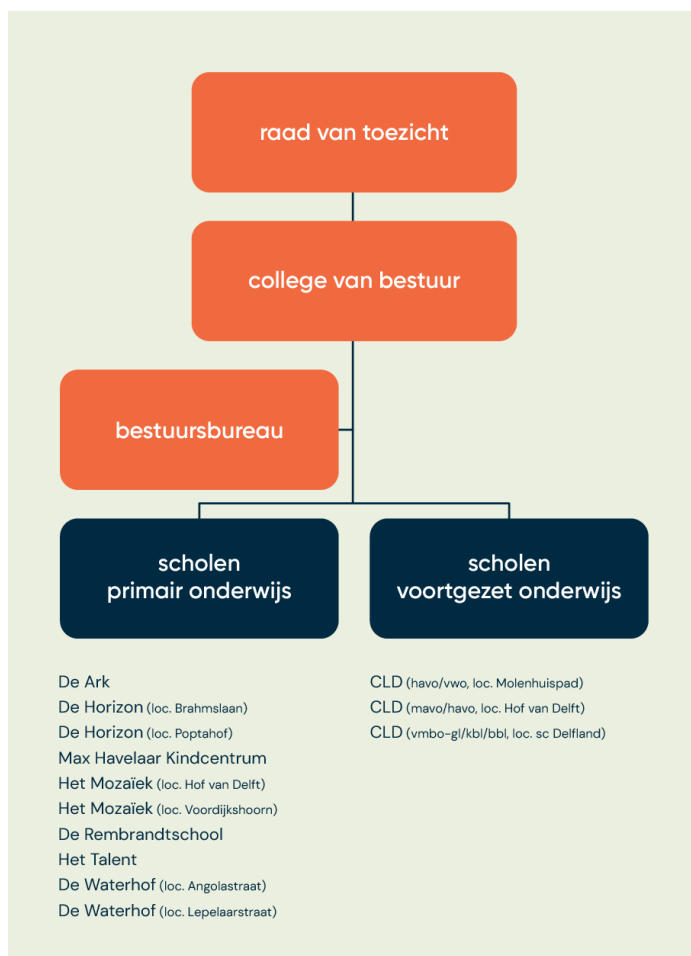 raad van toezicht
college van bestuur
bestuursbureau
scholen
primair onderwijs
scholen
voortgezet onderwijs
De Ark
De Horizon (loc. Brahmslaan)
De Horizon (loc. Poptahof)
Max Havelaar Kindcentrum
Het Mozaïek (loc. Hof van Delft)
Het Mozaïek (loc. Voordijkshoorn)
De Rembrandtschool
Het Talent
De Waterhof (loc. Angolastraat)
De Waterhof (loc. Lepelaarstraat)
CLD (havo/vwo, loc. Molenhuispad)
CLD (mavo/havo, loc. Hof van Delft)
CLD (vmbo-gl/kbl/bbl, loc. sc Delfland)